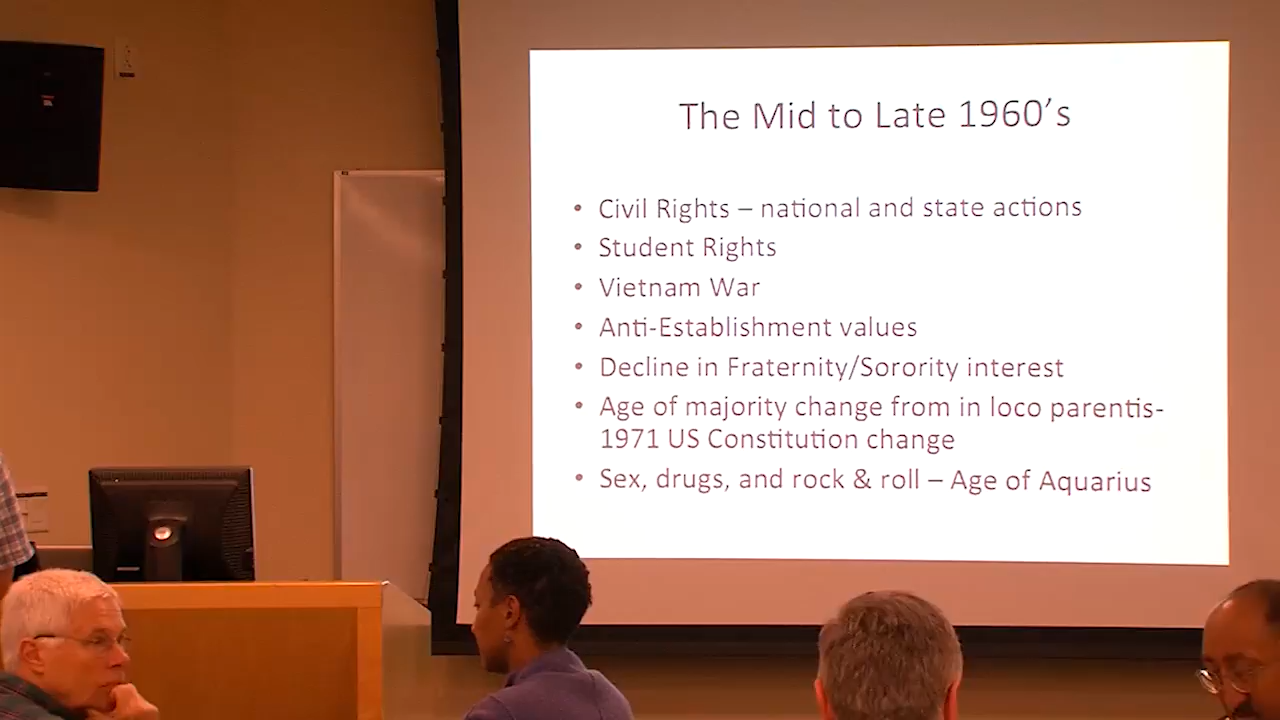 The Mid to Late 1960’s
• Civil Rights – national and state actions
• Student Rights
• Vietnam War
• Anti-Establishment values
• Decline in Fraternity/Sorority interest
• Age of majority change from in loco parentis-
1971 US Constitution change
• Sex, drugs, and rock & roll – Age of Aquarius